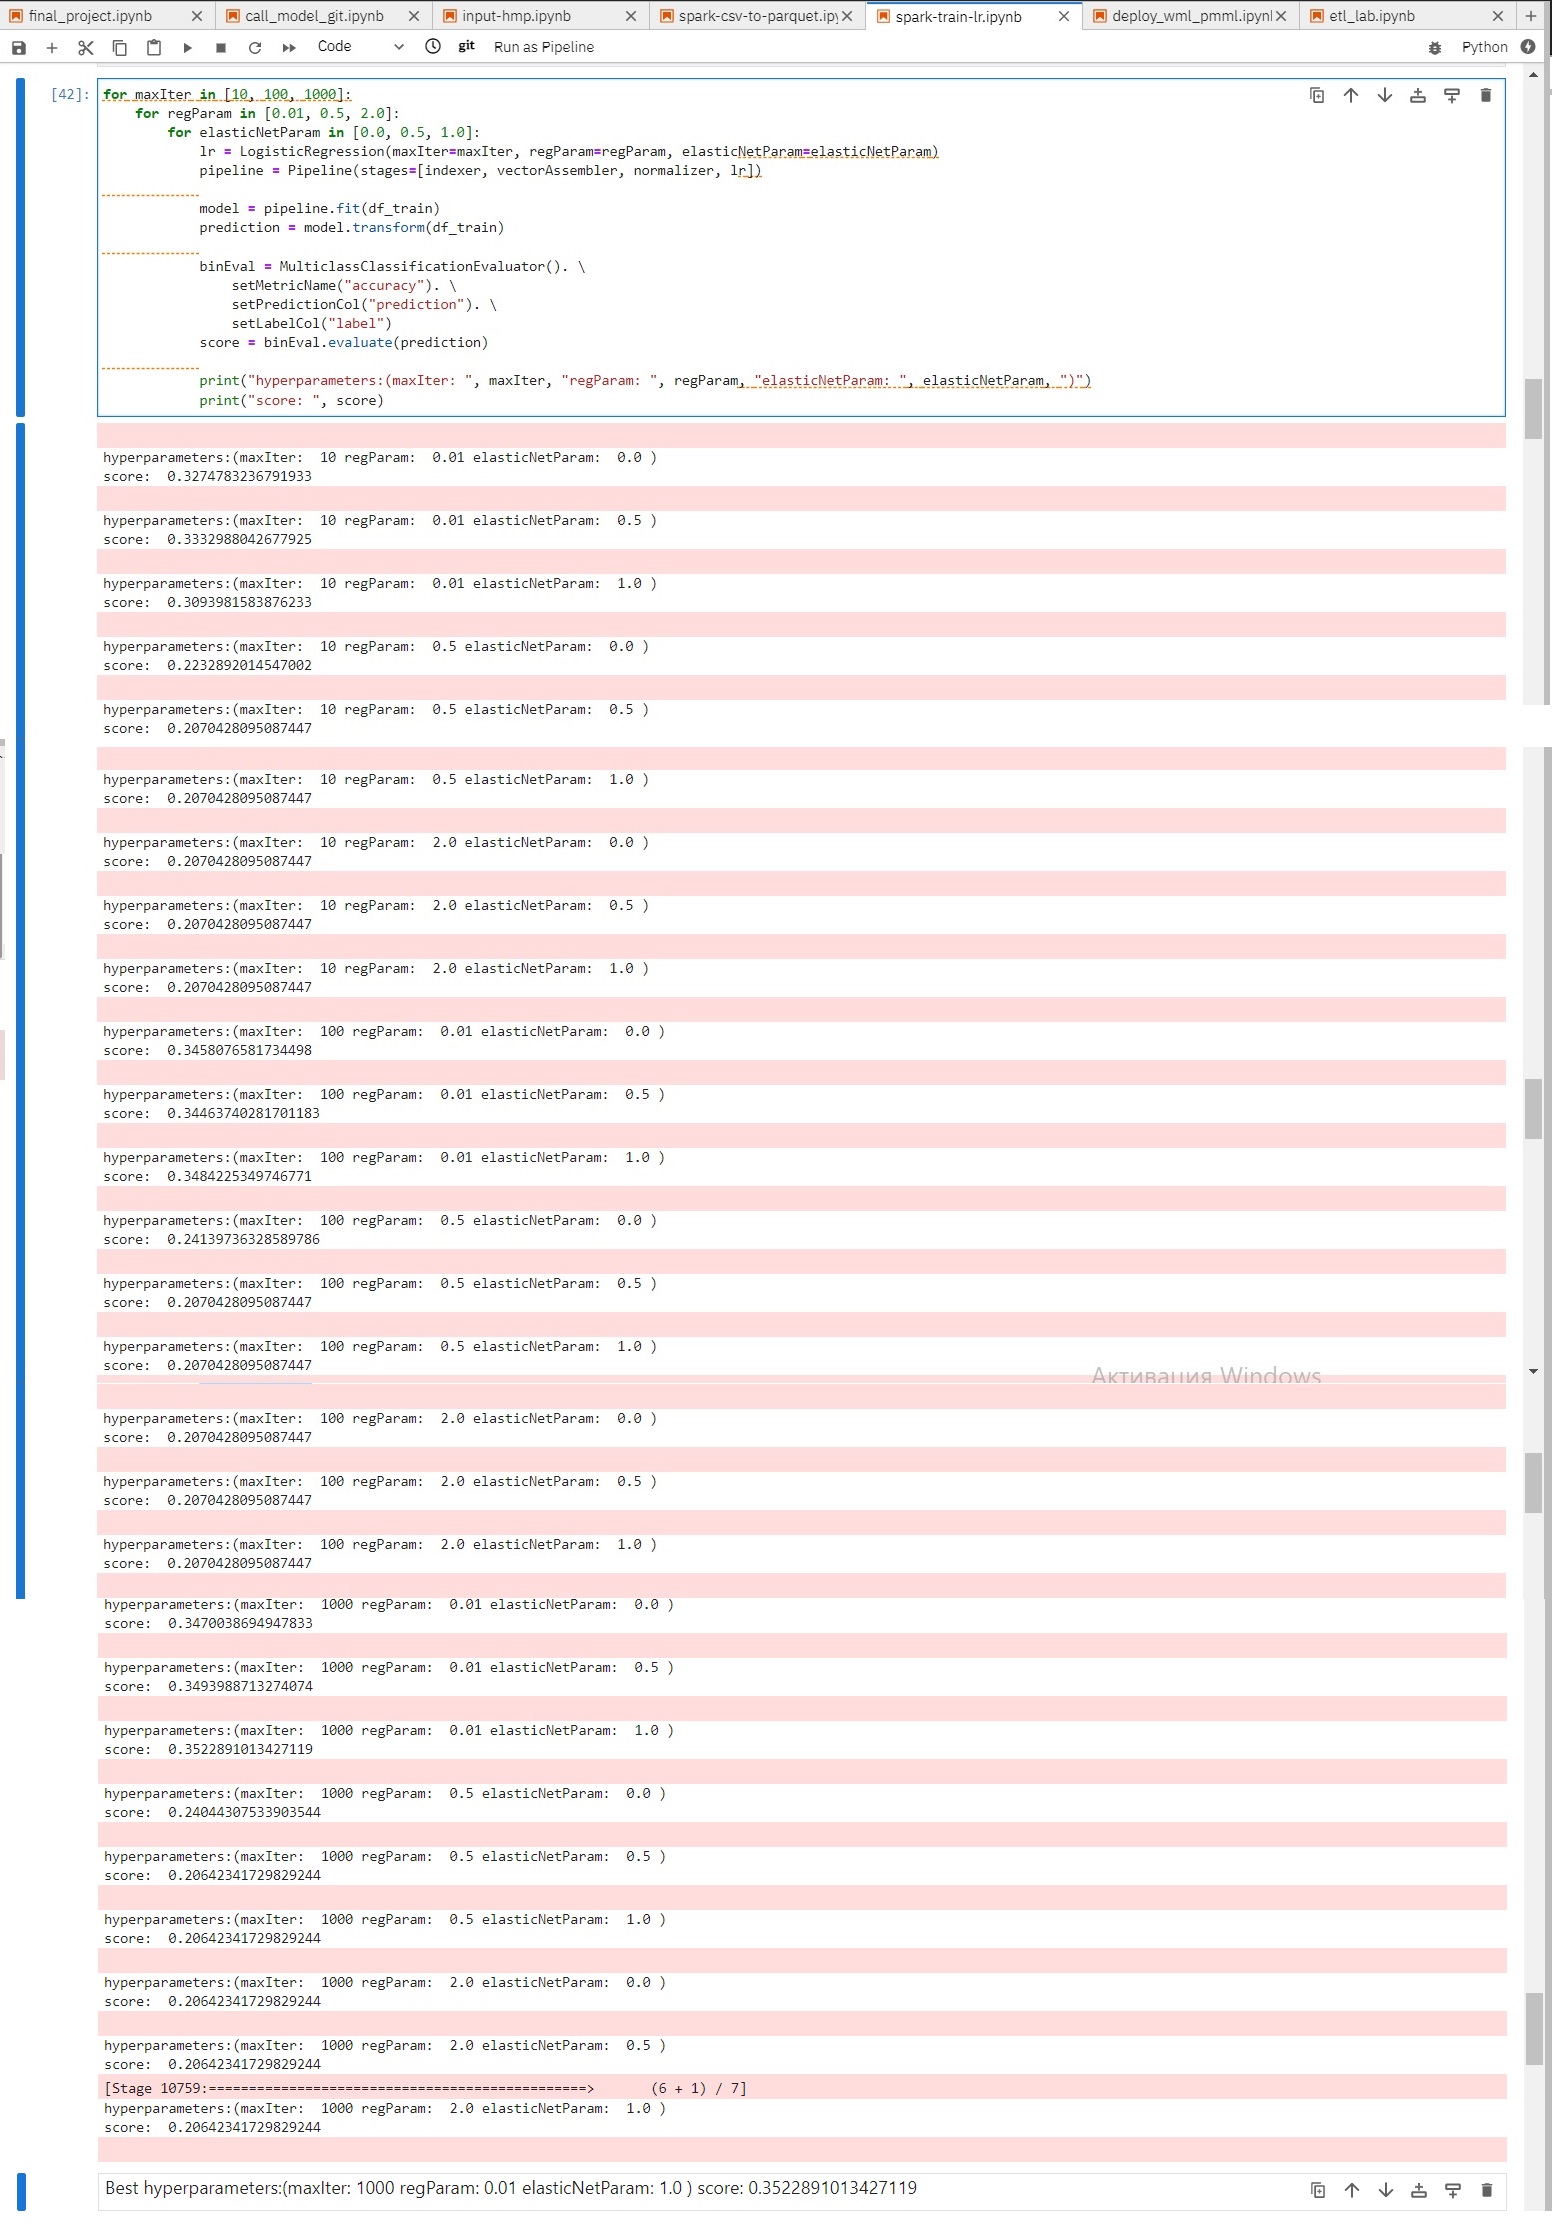 final_project.ipynb call_model_git.ipynb input-hmp.ipynb spark-csv-to-parquet.ipy spark-train-lr.ipynb deploy_wml_pmml.ipynl etl_lab.ipynb
Code git Run as Pipeline Python
[42]: for maxIter in [10, 100, 1000]:
for regParam in [0.01, 0.5, 2.0]:
for elasticNetParam in [0.0, 0.5, 1.0]:
lr = LogisticRegression(maxIter=maxIter, regParam=regParam, elasticNetParam=elasticNetParam)
pipeline = Pipeline(stages=[indexer, vectorAssembler, normalizer, lr])
model = pipeline.fit(df_train)
prediction = model.transform(df_train)
binEval = MulticlassClassificationEvaluator(). \
setMetricName("accuracy"). \
setPredictionCol("prediction"). \
setLabelCol("label")
score = binEval.evaluate(prediction)
print("hyperparameters:(maxIter: ", maxIter, "regParam: ", regParam, "elasticNetParam: ", elasticNetParam, ")")
print("score: ", score)
hyperparameters:(maxIter:  10 regParam:  0.01 elasticNetParam:  0.0 )
score:  0.3274783236791933
hyperparameters:(maxIter:  10 regParam:  0.01 elasticNetParam:  0.5 )
score:  0.3332988042677925
hyperparameters:(maxIter:  10 regParam:  0.01 elasticNetParam:  1.0 )
score:  0.3093981583876233
hyperparameters:(maxIter:  10 regParam:  0.5 elasticNetParam:  0.0 )
score:  0.2232892014547002
hyperparameters:(maxIter:  10 regParam:  0.5 elasticNetParam:  0.5 )
score:  0.2070428095087447
hyperparameters:(maxIter:  10 regParam:  0.5 elasticNetParam:  1.0 )
score:  0.2070428095087447
hyperparameters:(maxIter:  10 regParam:  2.0 elasticNetParam:  0.0 )
score:  0.2070428095087447
hyperparameters:(maxIter:  10 regParam:  2.0 elasticNetParam:  0.5 )
score:  0.2070428095087447
hyperparameters:(maxIter:  10 regParam:  2.0 elasticNetParam:  1.0 )
score:  0.2070428095087447
hyperparameters:(maxIter:  100 regParam:  0.01 elasticNetParam:  0.0 )
score:  0.3458076581734498
hyperparameters:(maxIter:  100 regParam:  0.01 elasticNetParam:  0.5 )
score:  0.34463740281701183
hyperparameters:(maxIter:  100 regParam:  0.01 elasticNetParam:  1.0 )
score:  0.3484225349746771
hyperparameters:(maxIter:  100 regParam:  0.5 elasticNetParam:  0.0 )
score:  0.24139736328589786
hyperparameters:(maxIter:  100 regParam:  0.5 elasticNetParam:  0.5 )
score:  0.2070428095087447
hyperparameters:(maxIter:  100 regParam:  0.5 elasticNetParam:  1.0 )
score:  0.2070428095087447
Активация Windows
hyperparameters:(maxIter:  100 regParam:  2.0 elasticNetParam:  0.0 )
score:  0.2070428095087447
hyperparameters:(maxIter:  100 regParam:  2.0 elasticNetParam:  0.5 )
score:  0.2070428095087447
hyperparameters:(maxIter:  100 regParam:  2.0 elasticNetParam:  1.0 )
score:  0.2070428095087447
hyperparameters:(maxIter:  1000 regParam:  0.01 elasticNetParam:  0.0 )
score:  0.3470038694947833
hyperparameters:(maxIter:  1000 regParam:  0.01 elasticNetParam:  0.5 )
score:  0.3493988713274074
hyperparameters:(maxIter:  1000 regParam:  0.01 elasticNetParam:  1.0 )
score:  0.3522891013427119
hyperparameters:(maxIter:  1000 regParam:  0.5 elasticNetParam:  0.0 )
score:  0.24044307533903544
hyperparameters:(maxIter:  1000 regParam:  0.5 elasticNetParam:  0.5 )
score:  0.20642341729829244
hyperparameters:(maxIter:  1000 regParam:  0.5 elasticNetParam:  1.0 )
score:  0.20642341729829244
hyperparameters:(maxIter:  1000 regParam:  2.0 elasticNetParam:  0.0 )
score:  0.20642341729829244
hyperparameters:(maxIter:  1000 regParam:  2.0 elasticNetParam:  0.5 )
score:  0.20642341729829244
[Stage 10759:===============================================>       (6 + 1) / 7]
hyperparameters:(maxIter:  1000 regParam:  2.0 elasticNetParam:  1.0 )
score:  0.20642341729829244
Best hyperparameters:(maxIter: 1000 regParam: 0.01 elasticNetParam: 1.0 ) score: 0.3522891013427119